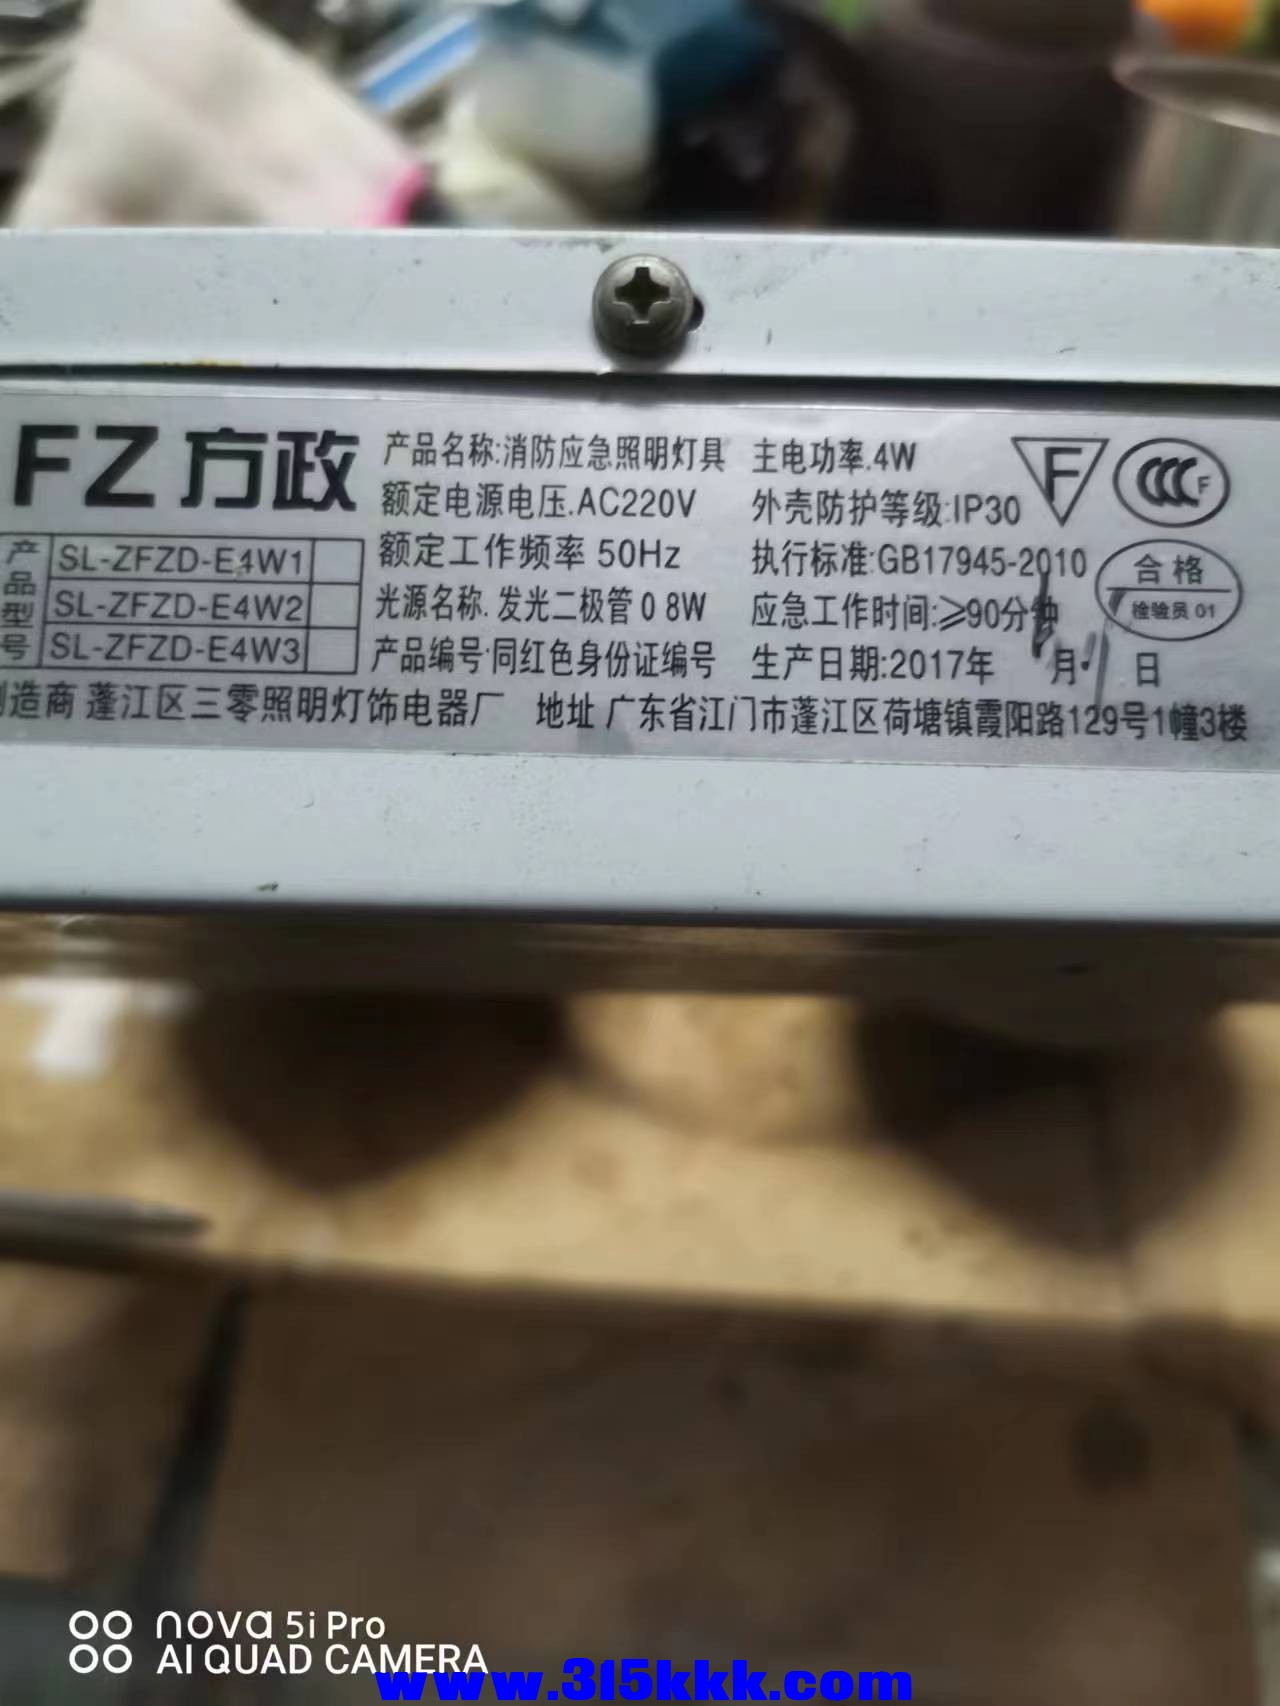 FZ 方政
产品型号
SL-ZFZD-E4W1
SL-ZFZD-E4W2
SL-ZFZD-E4W3
产品名称:消防应急照明灯具
额定电源电压.AC220V
额定工作频率 50Hz
光源名称. 发光二极管 0 8W
产品编号·同红色身份证编号
主电功率.4W
外壳防护等级:IP30
执行标准:GB17945-2010
应急工作时间:≥90分钟
生产日期:2017年 月 日
F
CCC F
合格
检验员 01
制造商 蓬江区三零照明灯饰电器厂 地址 广东省江门市蓬江区荷塘镇霞阳路129号1幢3楼
nova 5i Pro
AI QUAD CAMERA
www.315kkk.com